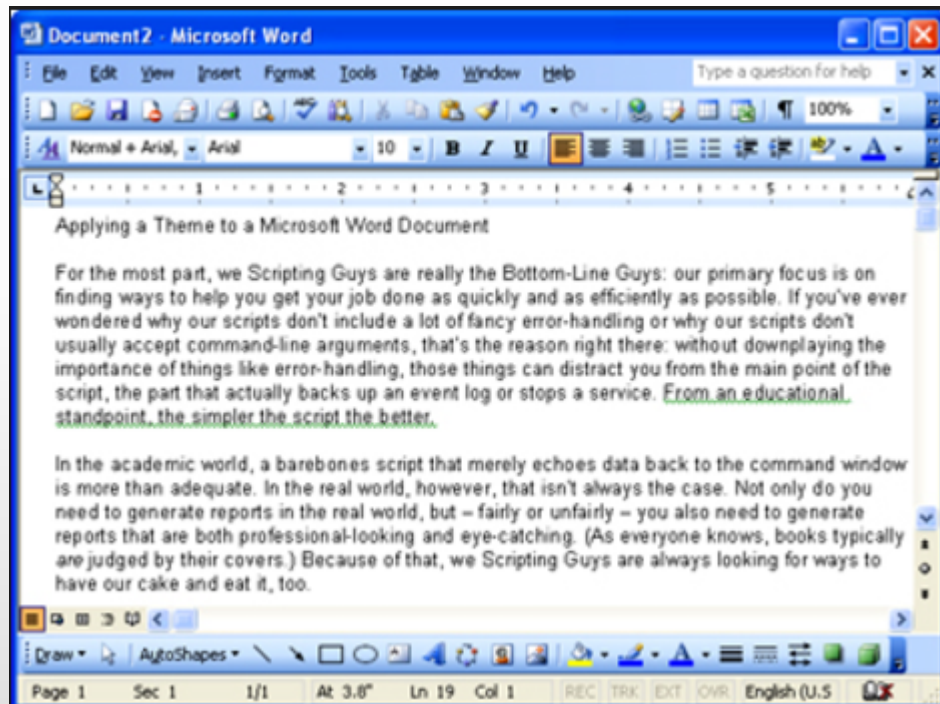 Document2 - Microsoft Word
File Edit View Insert Format Tools Table Window Help Type a question for help
100%
Normal + Arial, Arial 10 B I U
1 2 3 4 5
Applying a Theme to a Microsoft Word Document
For the most part, we Scripting Guys are really the Bottom-Line Guys: our primary focus is on
finding ways to help you get your job done as quickly and as efficiently as possible. If you've ever
wondered why our scripts don't include a lot of fancy error-handling or why our scripts don't
usually accept command-line arguments, that's the reason right there: without downplaying the
importance of things like error-handling, those things can distract you from the main point of the
script, the part that actually backs up an event log or stops a service. From an educational
standpoint, the simpler the script the better.
In the academic world, a barebones script that merely echoes data back to the command window
is more than adequate. In the real world, however, that isn't always the case. Not only do you
need to generate reports in the real world, but – fairly or unfairly – you also need to generate
reports that are both professional-looking and eye-catching. (As everyone knows, books typically
are judged by their covers.) Because of that, we Scripting Guys are always looking for ways to
have our cake and eat it, too.
Draw AutoShapes
Page 1 Sec 1 1/1 At 3.8" Ln 19 Col 1 REC TRK EXT OVR English (U.S